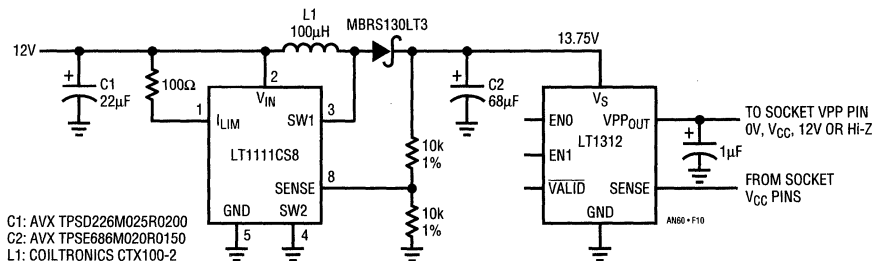 L1
100µH
MBRS130LT3
12V
13.75V
+
C1
22µF
100Ω
2
VIN
1
ILIM
SW1
3
LT1111CS8
8
SENSE
GND
SW2
5
4
10k
1%
10k
1%
+
C2
68µF
VS
EN0
VPPOUT
EN1
LT1312
VALID
SENSE
GND
+
1µF
TO SOCKET VPP PIN
0V, VCC, 12V OR Hi-Z
FROM SOCKET
VCC PINS
AN60 • F10
C1: AVX TPSD226M025R0200
C2: AVX TPSE686M020R0150
L1: COILTRONICS CTX100-2